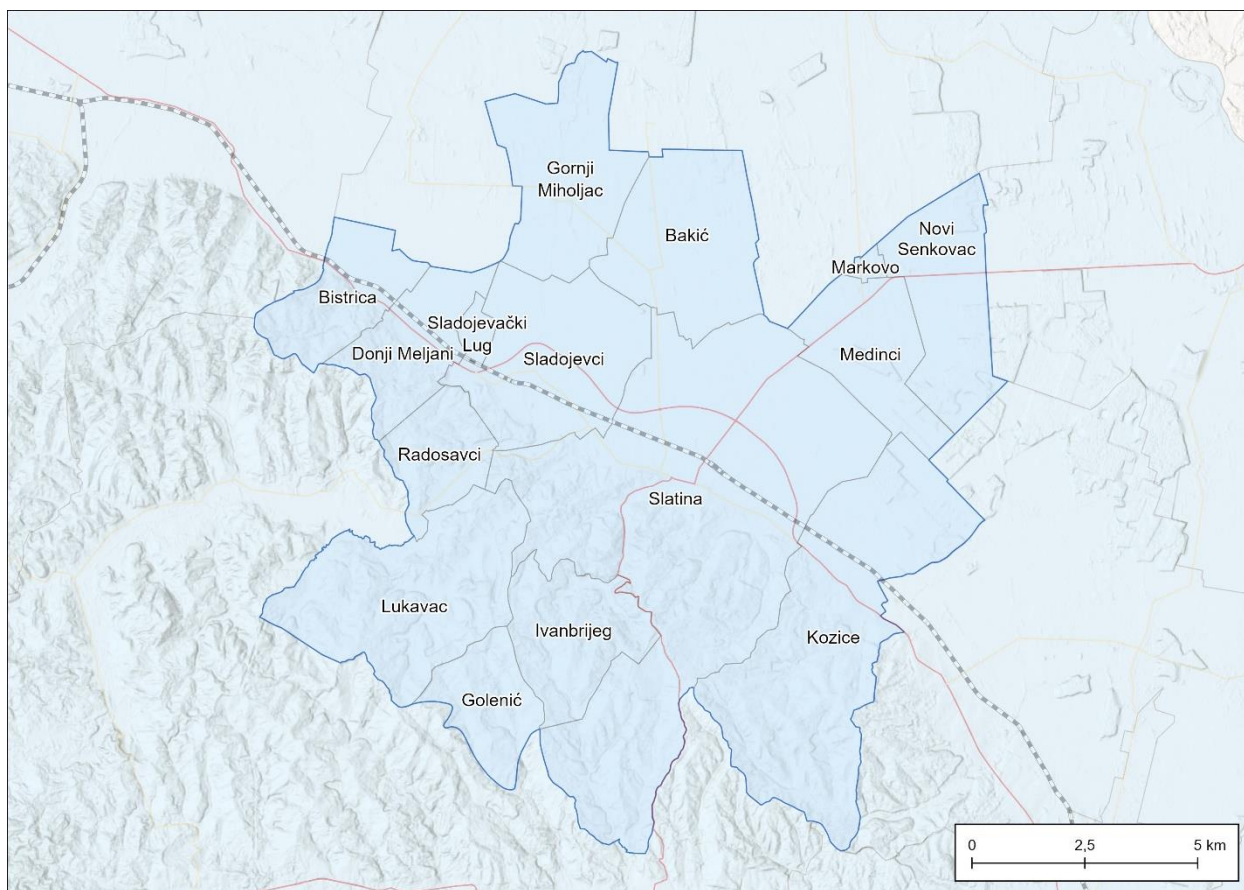 Gornji
Miholjac
Bakić
Novi
Senkovac
Markovo
Bistrica
Sladojevački
Lug
Donji Meljani
Sladojevci
Medinci
Radosavci
Slatina
Lukavac
Ivanbrijeg
Kozice
Golenić
0 2,5 5 km